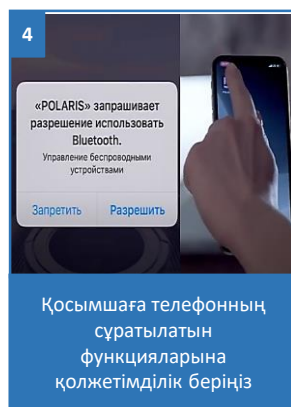 4
«POLARIS» запрашивает
разрешение использовать
Bluetooth.
Управление беспроводными
устройствами
Запретить Разрешить
Қосымшаға телефонның
сұратылатын
функцияларына
қолжетімділік беріңіз